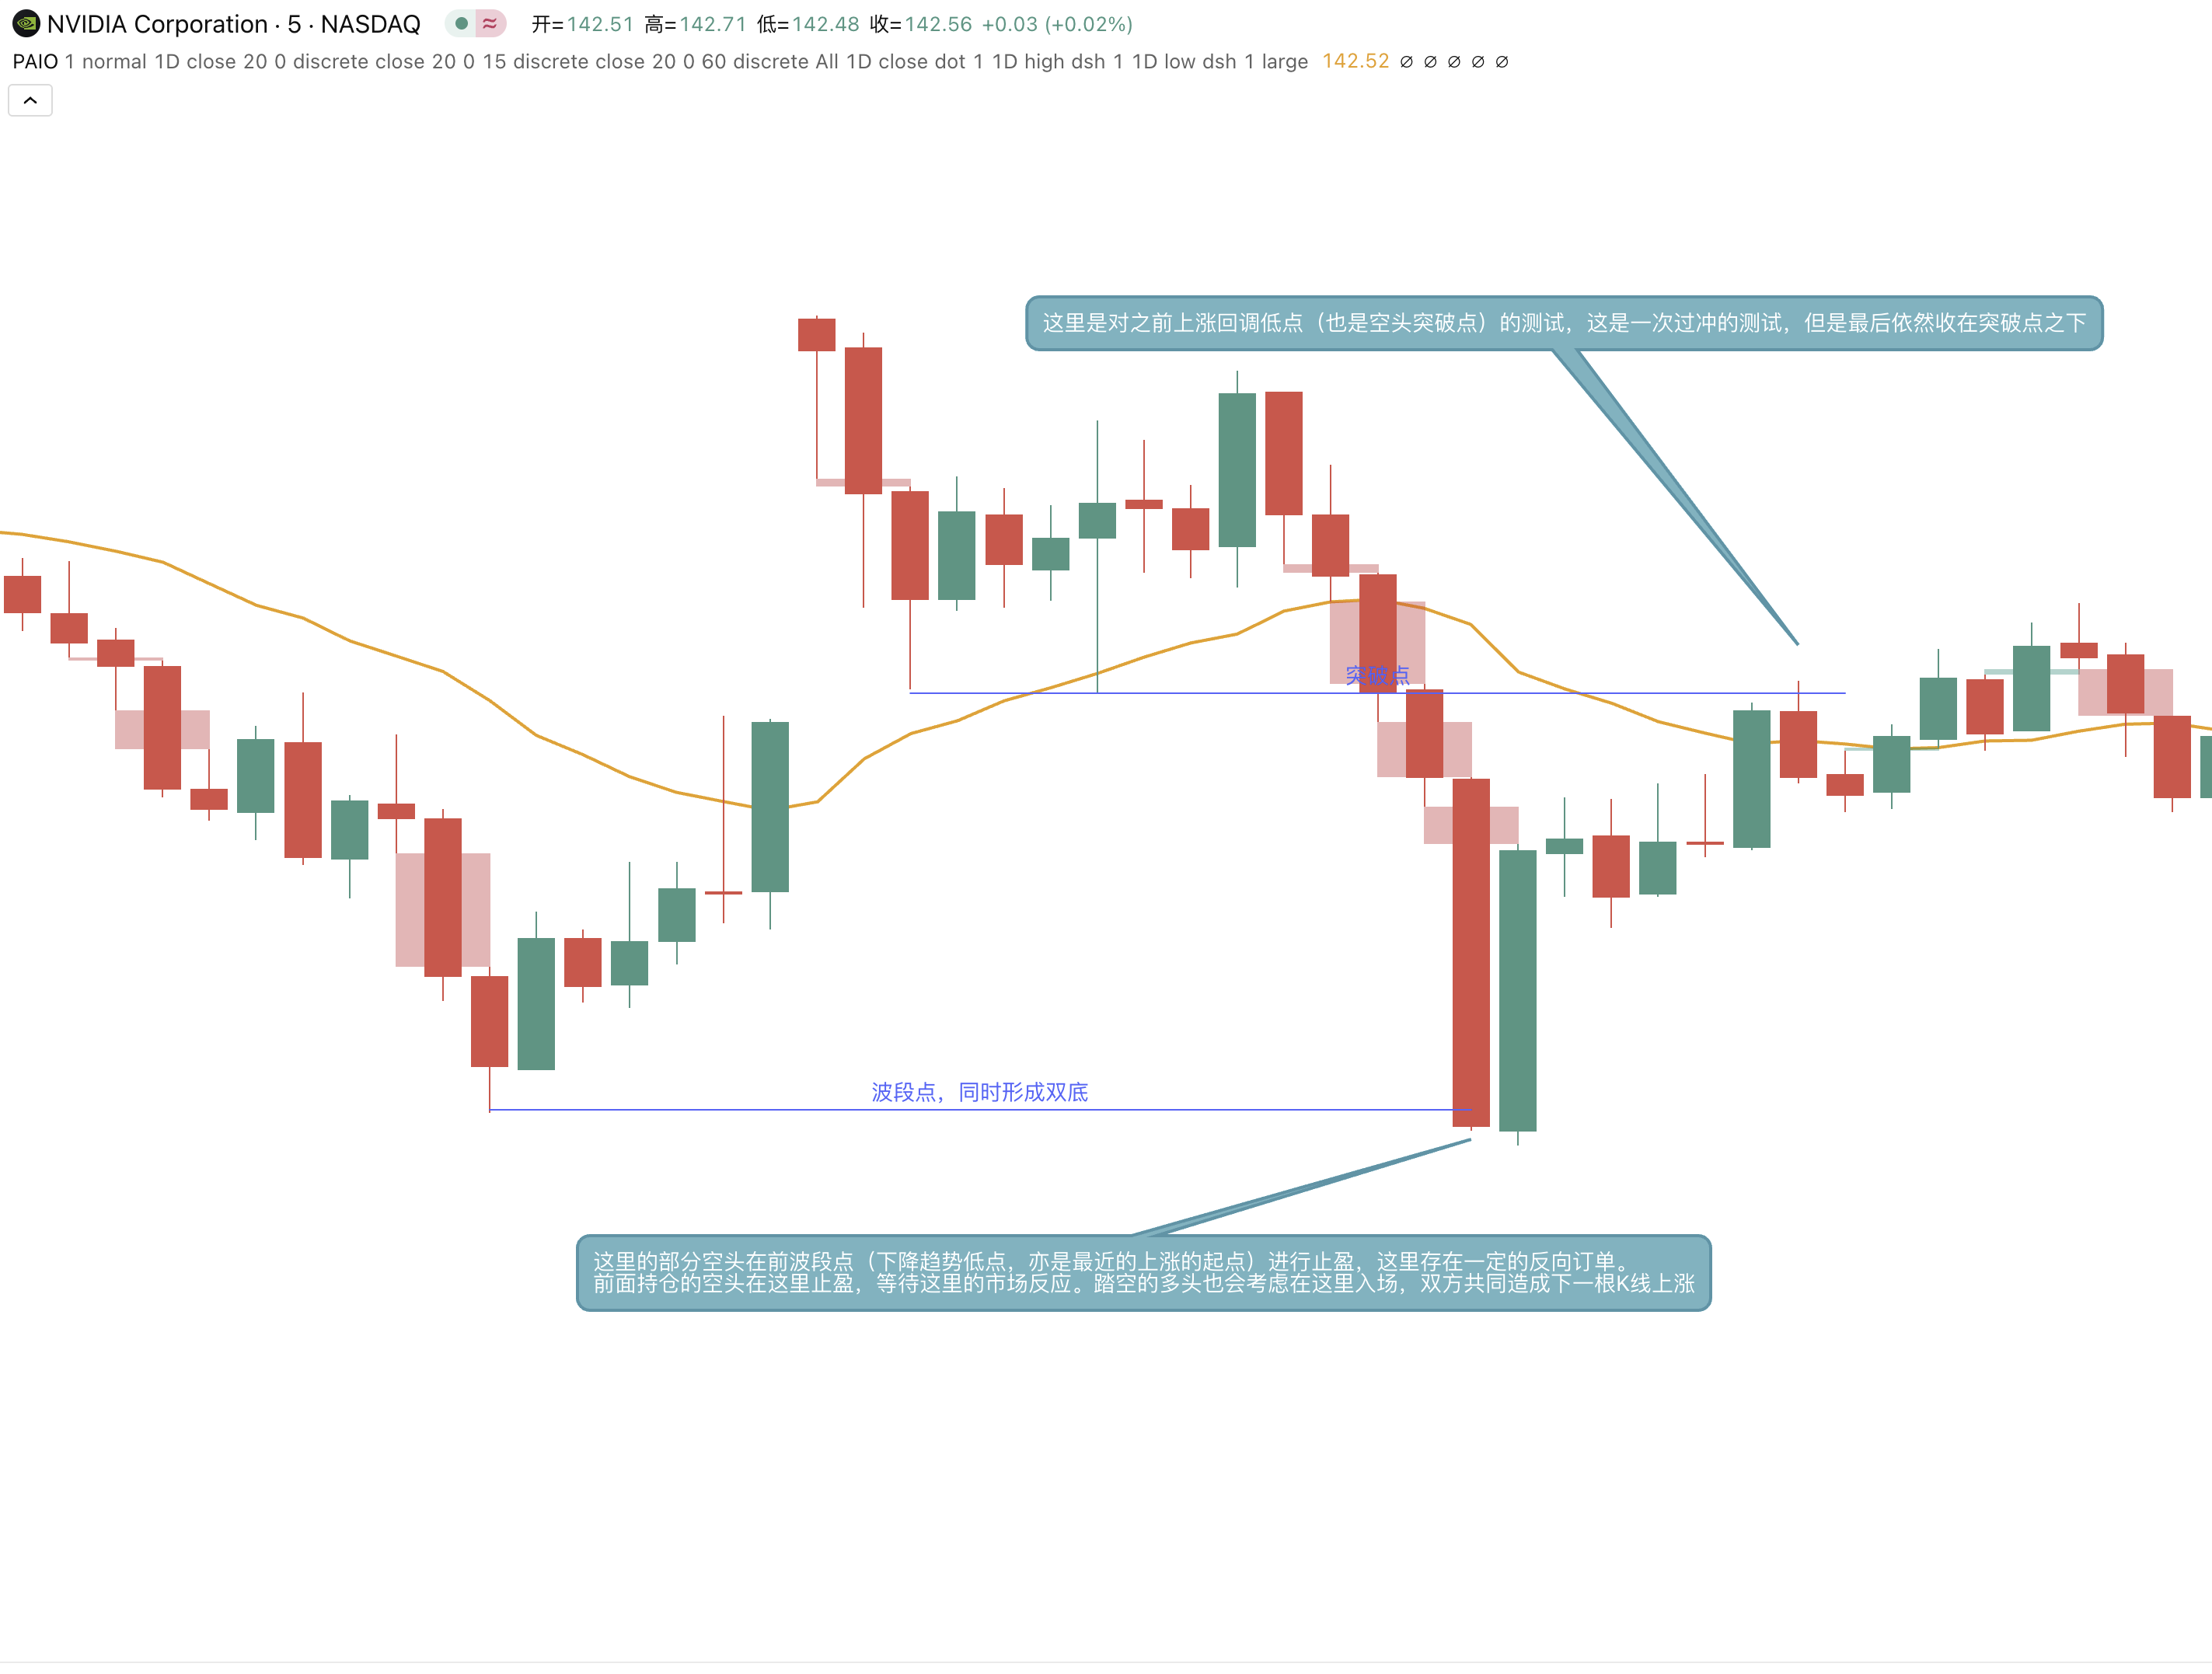 NVIDIA Corporation · 5 · NASDAQ 开=142.51 高=142.71 低=142.48 收=142.56 +0.03 (+0.02%)
PAIO 1 normal 1D close 20 0 discrete close 20 0 15 discrete close 20 0 60 discrete All 1D close dot 1 1D high dsh 1 1D low dsh 1 large 142.52 ∅ ∅ ∅ ∅ ∅
这里是对之前上涨回调低点（也是空头突破点）的测试，这是一次过冲的测试，但是最后依然收在突破点之下
突破点
波段点，同时形成双底
这里的部分空头在前波段点（下降趋势低点，亦是最近的上涨的起点）进行止盈，这里存在一定的反向订单。
前面持仓的空头在这里止盈，等待这里的市场反应。踏空的多头也会考虑在这里入场，双方共同造成下一根K线上涨